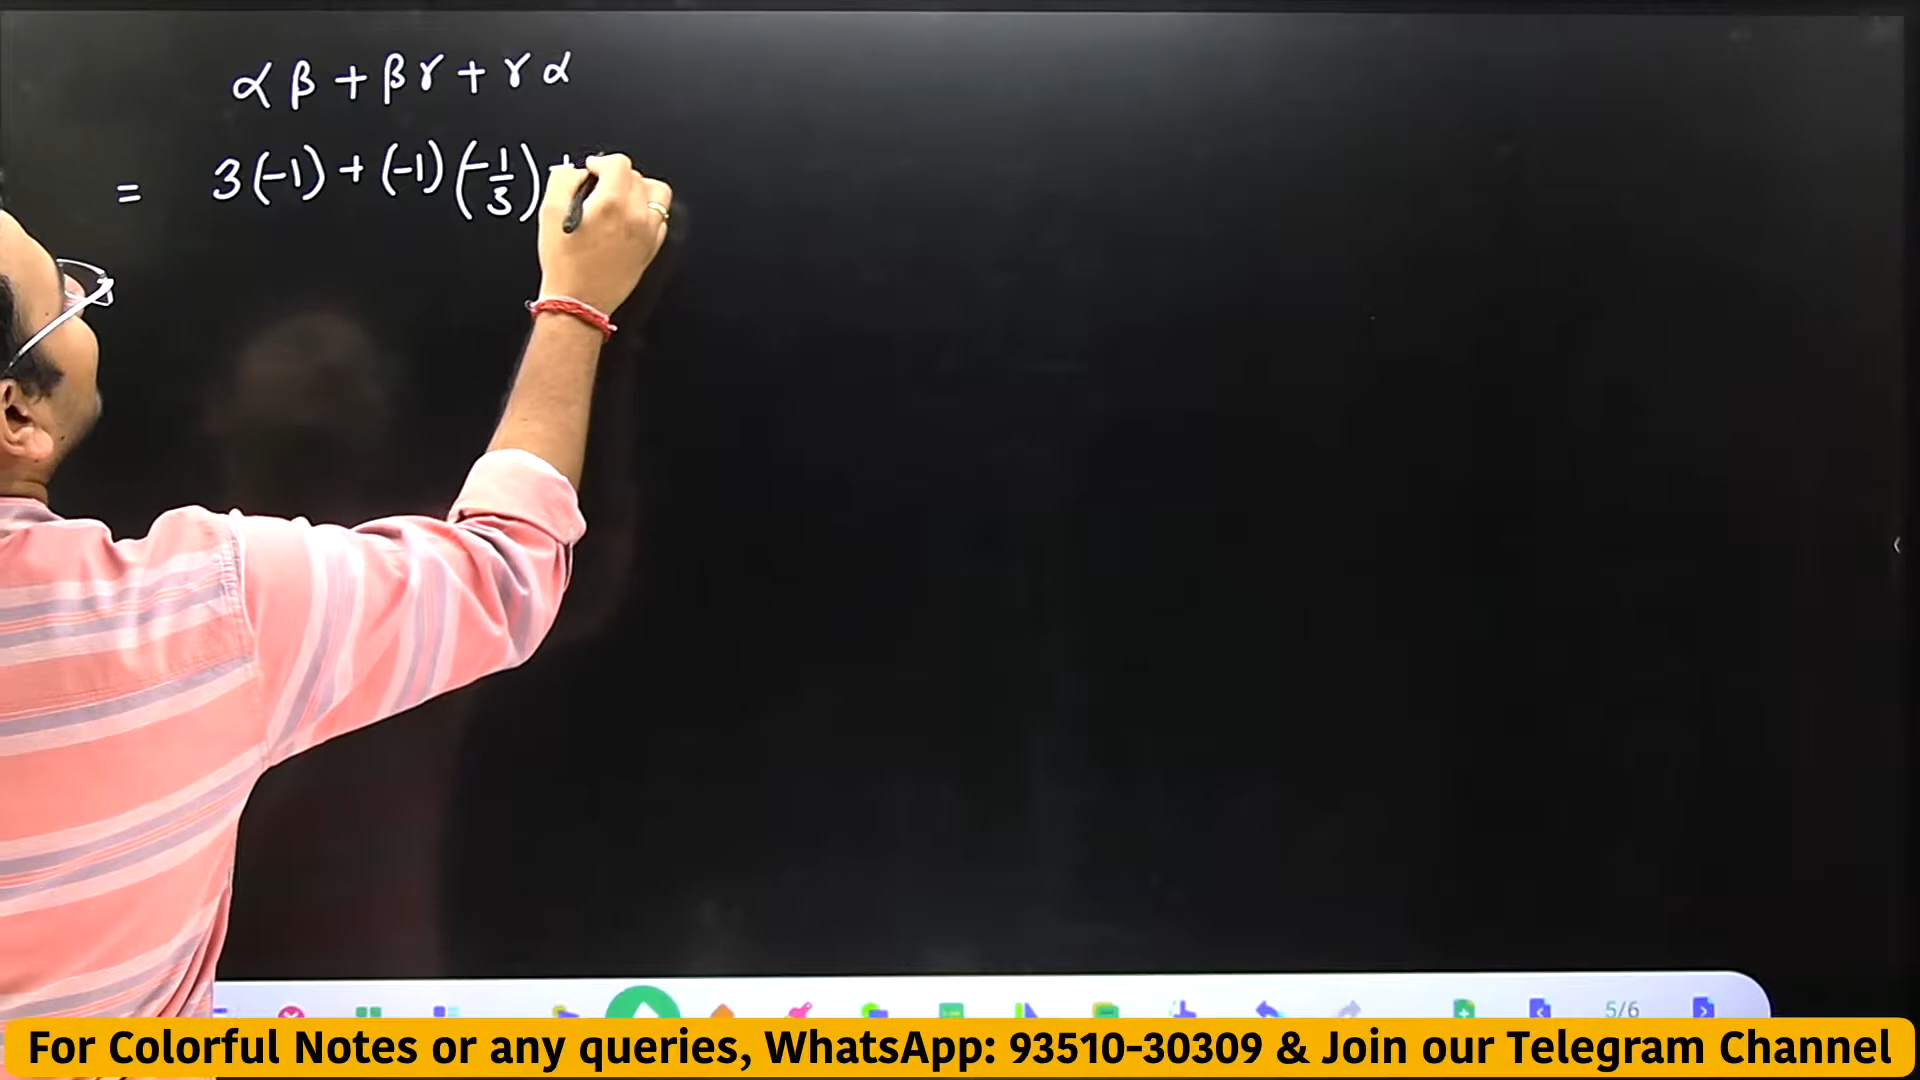 αβ + βγ + γα
= 3(-1) + (-1)(-1/3) +
5/6
For Colorful Notes or any queries, WhatsApp: 93510-30309 & Join our Telegram Channel